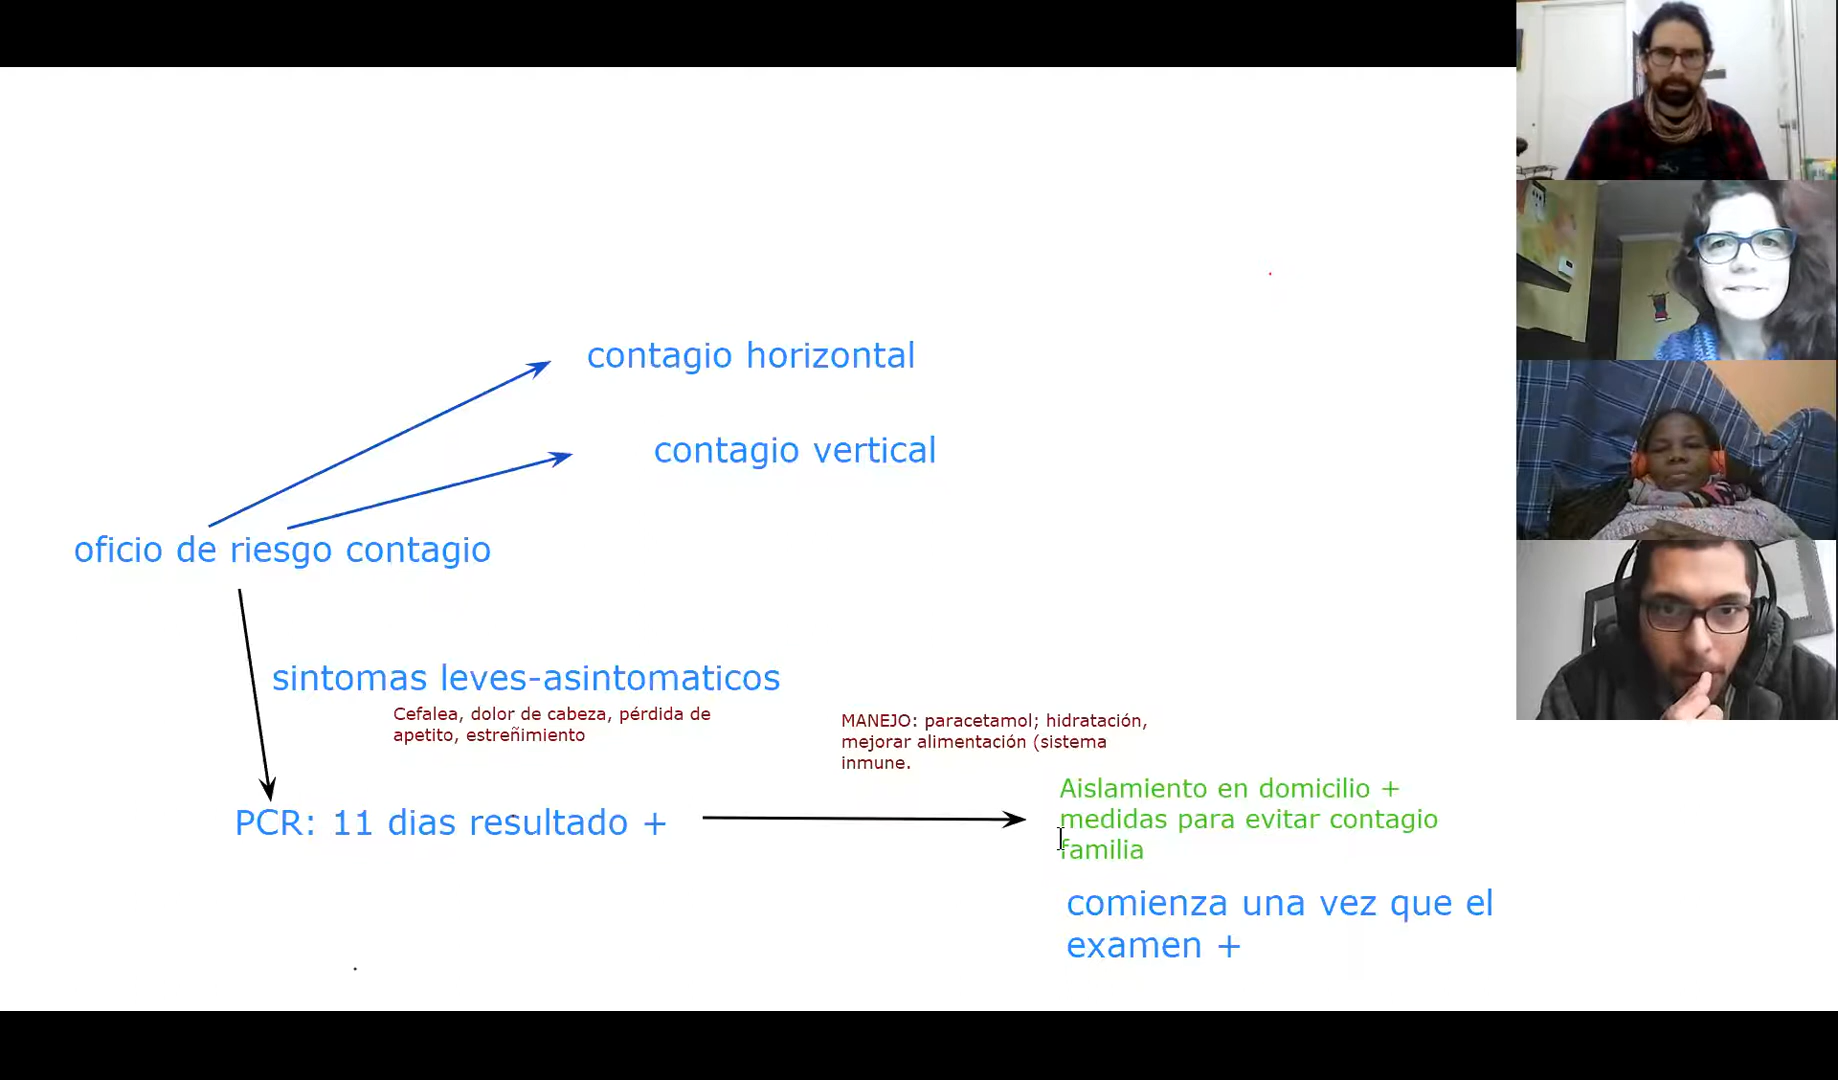 contagio horizontal
contagio vertical
oficio de riesgo contagio
sintomas leves-asintomaticos
Cefalea, dolor de cabeza, pérdida de
apetito, estreñimiento
MANEJO: paracetamol; hidratación,
mejorar alimentación (sistema
inmune.
PCR: 11 dias resultado +
Aislamiento en domicilio +
medidas para evitar contagio
familia
comienza una vez que el
examen +